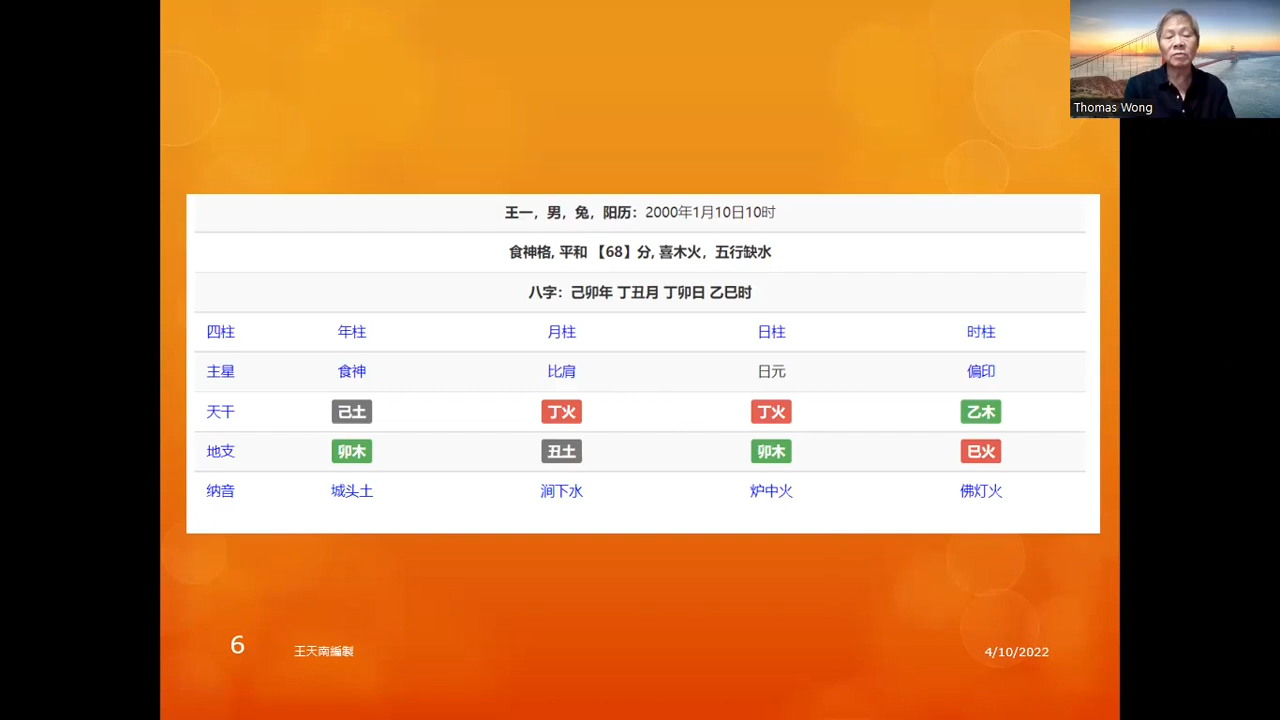 Thomas Wong
王一，男，兔，阳历：2000年1月10日10时
食神格, 平和 【68】分, 喜木火，五行缺水
八字：己卯年 丁丑月 丁卯日 乙巳时
四柱 年柱 月柱 日柱 时柱
主星 食神 比肩 日元 偏印
天干 己土 丁火 丁火 乙木
地支 卯木 丑土 卯木 巳火
纳音 城头土 涧下水 炉中火 佛灯火
6 王天南編製 4/10/2022